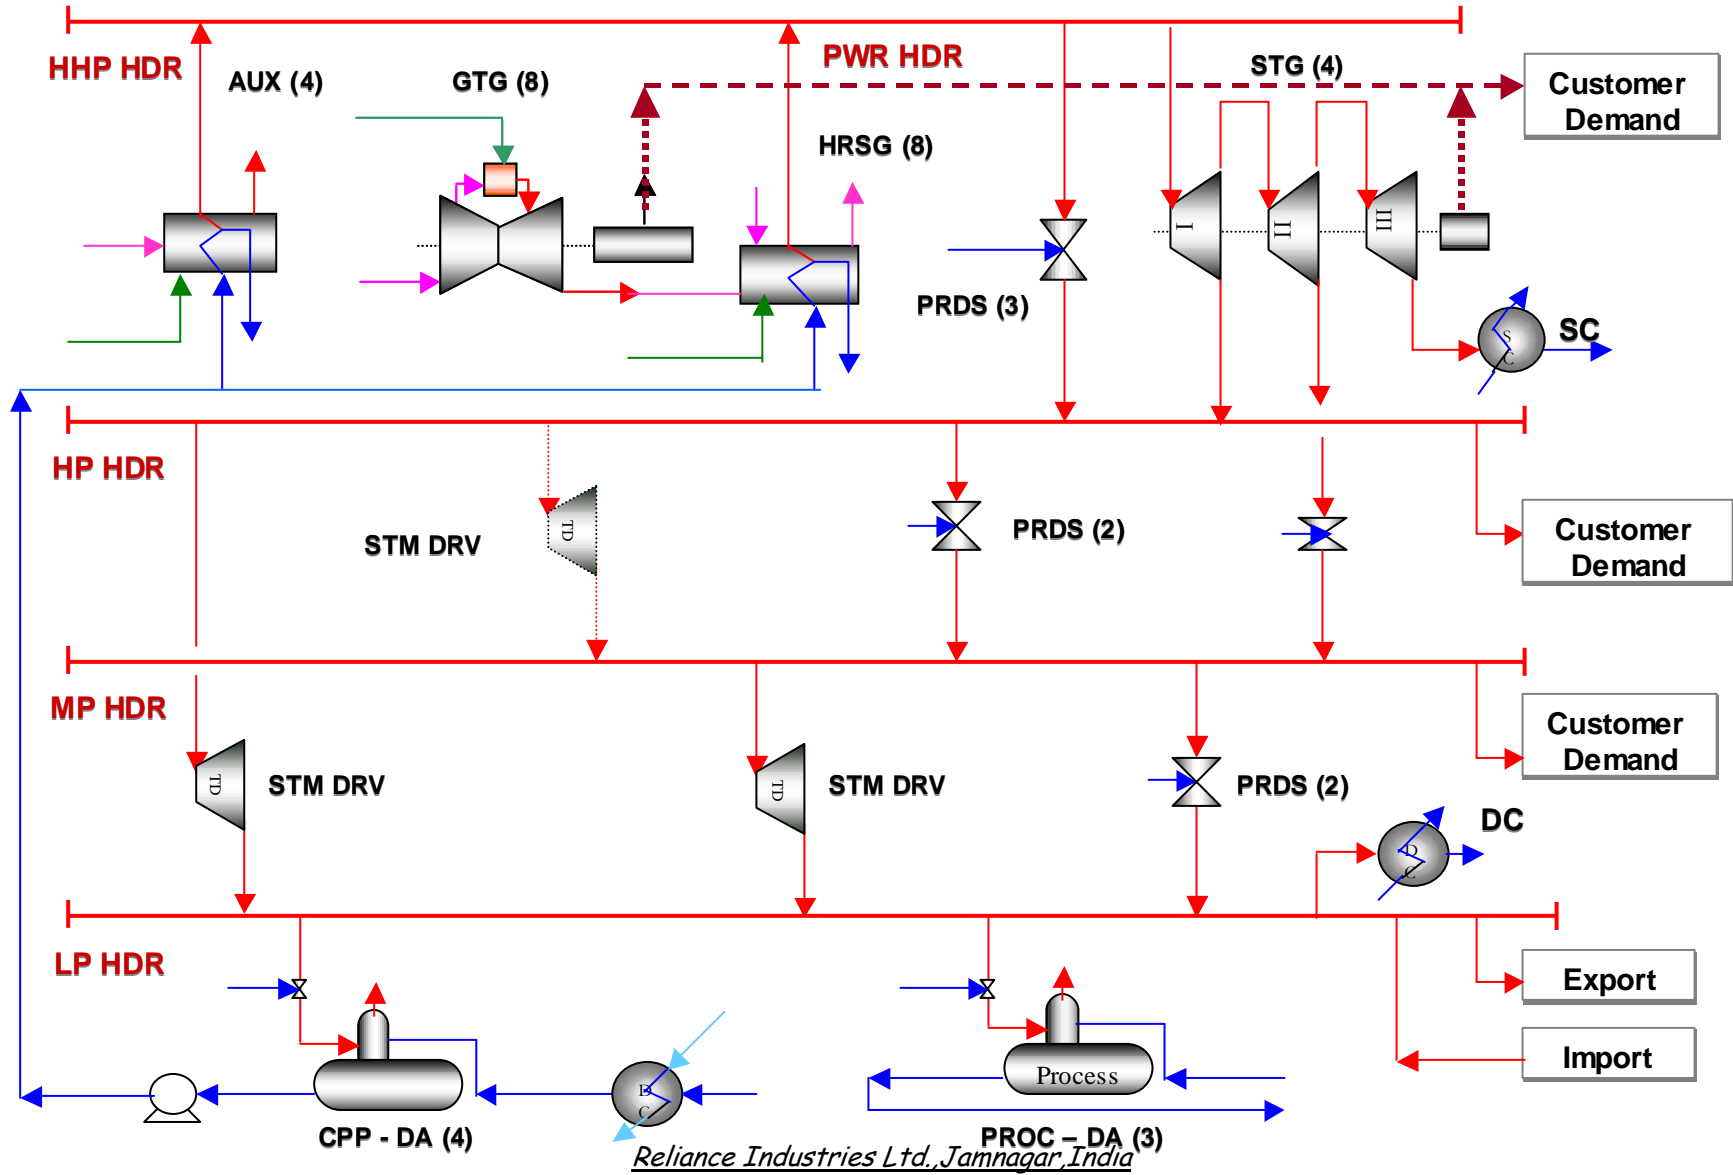 HHP HDR
AUX (4)
GTG (8)
PWR HDR
HRSG (8)
STG (4)
Customer
Demand
I
II
III
PRDS (3)
S
C
SC
HP HDR
STM DRV
TD
PRDS (2)
Customer
Demand
MP HDR
TD
STM DRV
TD
STM DRV
PRDS (2)
Customer
Demand
D
C
DC
LP HDR
Export
Import
D
C
Process
CPP - DA (4)
PROC – DA (3)
Reliance Industries Ltd.,Jamnagar,India